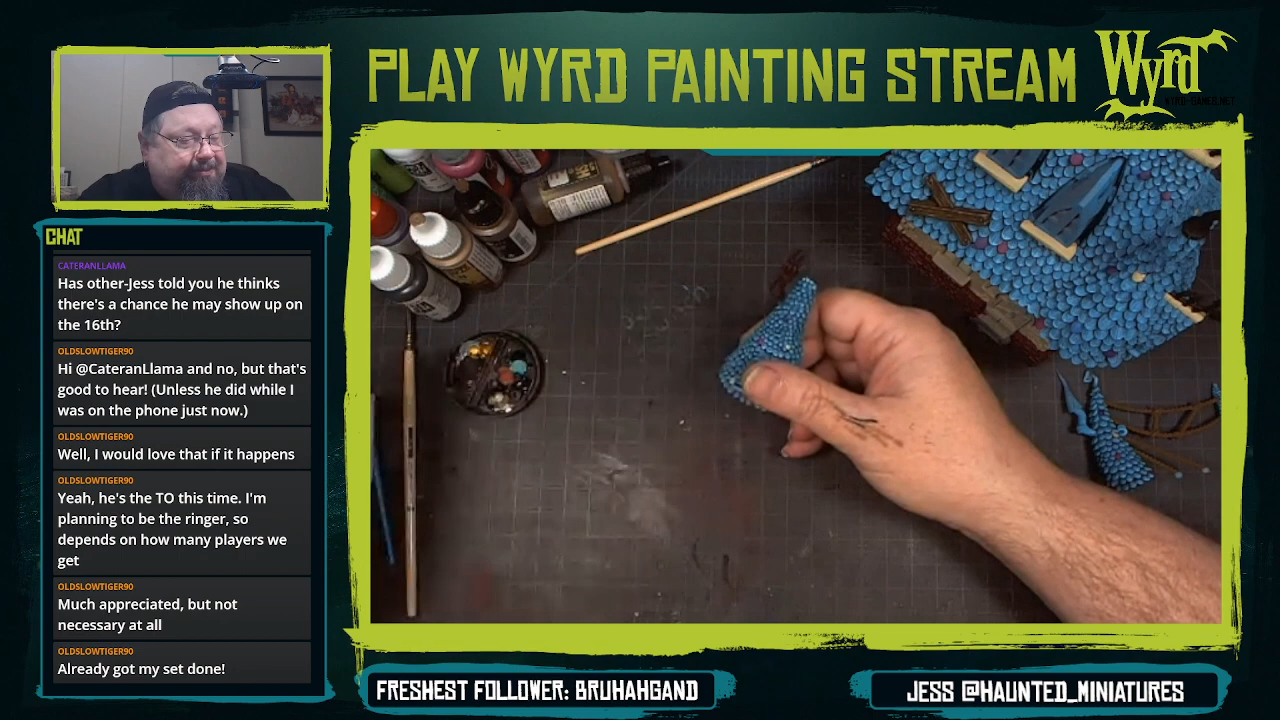 PLAY WYRD PAINTING STREAM
Wyrd
WYRD-GAMES.NET
CHAT
CATERANLLAMA
Has other-Jess told you he thinks
there's a chance he may show up on
the 16th?
OLDSLOWTIGER90
Hi @CateranLlama and no, but that's
good to hear! (Unless he did while I
was on the phone just now.)
OLDSLOWTIGER90
Well, I would love that if it happens
OLDSLOWTIGER90
Yeah, he's the TO this time. I'm
planning to be the ringer, so
depends on how many players we
get
OLDSLOWTIGER90
Much appreciated, but not
necessary at all
OLDSLOWTIGER90
Already got my set done!
FRESHEST FOLLOWER: BRUHAHGAND
JESS @HAUNTED_MINIATURES